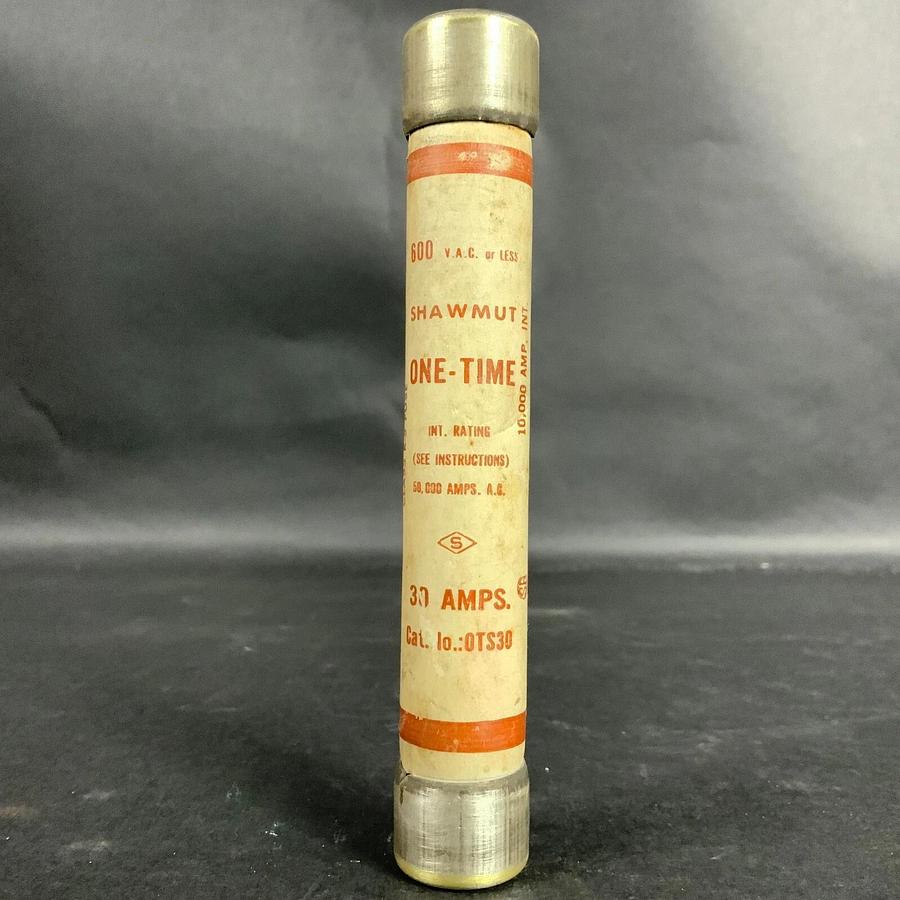 600 V.A.C. or LESS
SHAWMUT
ONE-TIME
INT. RATING
(SEE INSTRUCTIONS)
50,000 AMPS. A.C.
S
30 AMPS.
Cat. No.:OTS30
10,000 AMP. INT